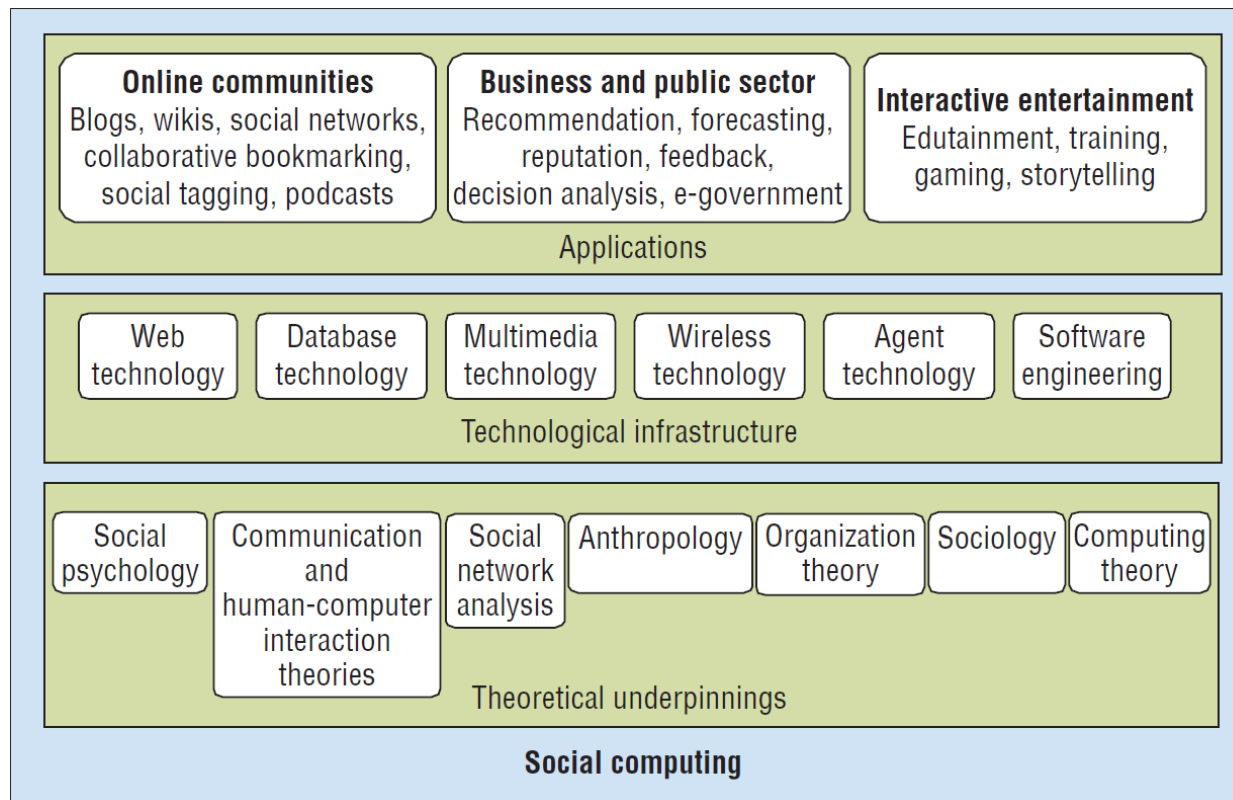 Online communities
Blogs, wikis, social networks,
collaborative bookmarking,
social tagging, podcasts
Business and public sector
Recommendation, forecasting,
reputation, feedback,
decision analysis, e-government
Interactive entertainment
Edutainment, training,
gaming, storytelling
Applications
Web
technology
Database
technology
Multimedia
technology
Wireless
technology
Agent
technology
Software
engineering
Technological infrastructure
Social
psychology
Communication
and
human-computer
interaction
theories
Social
network
analysis
Anthropology
Organization
theory
Sociology
Computing
theory
Theoretical underpinnings
Social computing